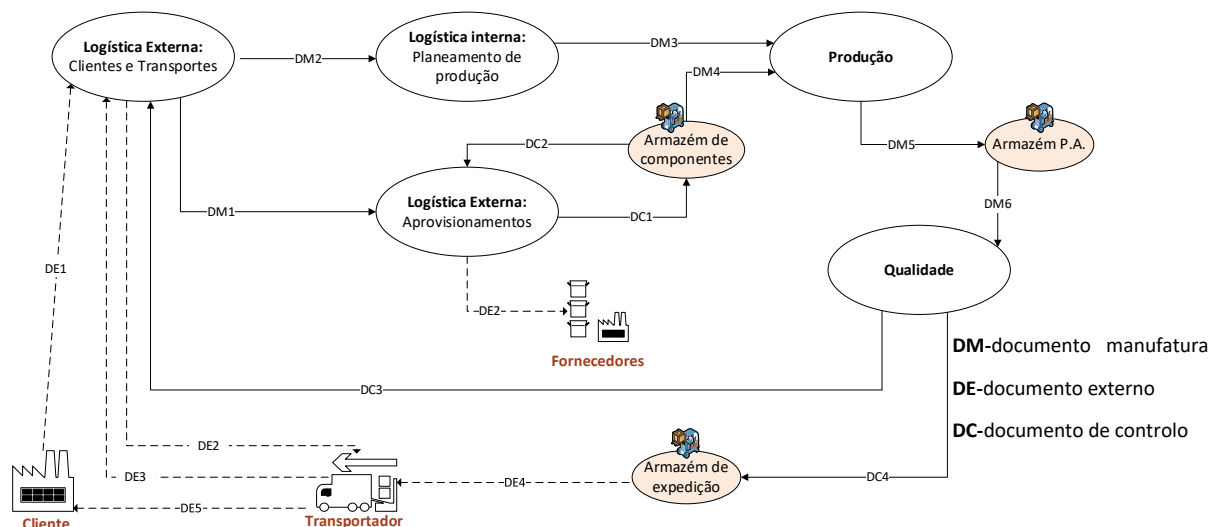 Logística Externa:
Clientes e Transportes
DM2
Logística interna:
Planeamento de
produção
DM3
DM4
Produção
Armazém de
componentes
DM5
Armazém P.A.
DC2
DM1
Logística Externa:
Aprovisionamentos
DC1
DM6
DE1
Qualidade
DE2
Fornecedores
DM-documento manufatura
DE-documento externo
DC-documento de controlo
DC3
DE2
DE3
DE4
DE5
Armazém de
expedição
DC4
Cliente
Transportador